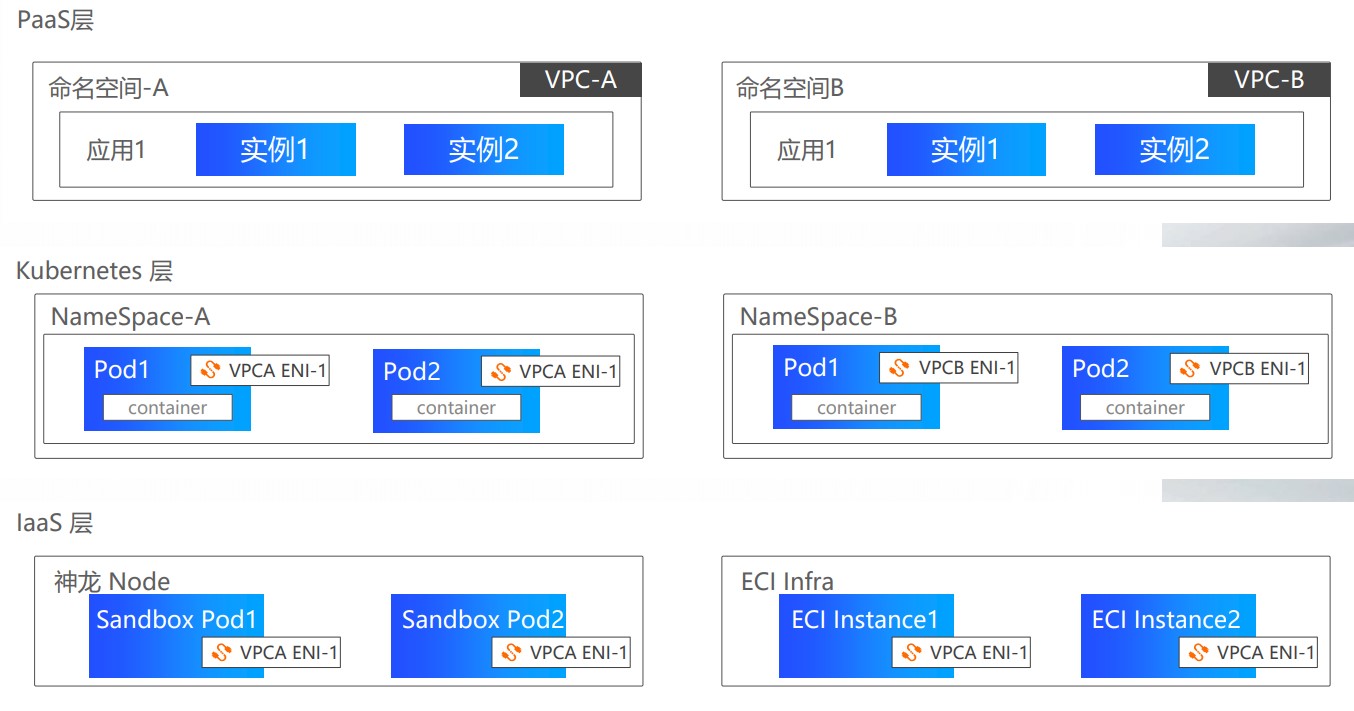 PaaS层
命名空间-A
VPC-A
应用1
实例1
实例2
命名空间B
VPC-B
应用1
实例1
实例2
Kubernetes 层
NameSpace-A
Pod1
VPCA ENI-1
container
Pod2
VPCA ENI-1
container
NameSpace-B
Pod1
VPCB ENI-1
container
Pod2
VPCB ENI-1
container
IaaS 层
神龙 Node
Sandbox Pod1
VPCA ENI-1
Sandbox Pod2
VPCA ENI-1
ECI Infra
ECI Instance1
VPCA ENI-1
ECI Instance2
VPCA ENI-1